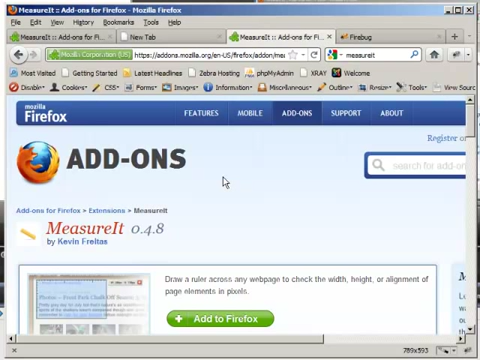 MeasureIt :: Add-ons for Firefox - Mozilla Firefox
File Edit View History Bookmarks Tools Help
MeasureIt :: Add-ons for Fi...
New Tab
MeasureIt :: Add-ons for Fi...
Firebug
Mozilla Corporation (US)
https://addons.mozilla.org/en-US/firefox/addon/mea
measureit
Most Visited Getting Started Latest Headlines Zebra Hosting phpMyAdmin XRAY Welcome
Disable Cookies CSS Forms Images Information Miscellaneous Outline Resize Tools View Source
mozilla
Firefox
FEATURES MOBILE ADD-ONS SUPPORT ABOUT
Register or
ADD-ONS
search for add-on
Add-ons for Firefox > Extensions > MeasureIt
MeasureIt 0.4.8
by Kevin Freitas
Draw a ruler across any webpage to check the width, height, or alignment of
page elements in pixels.
Add to Firefox
789x593